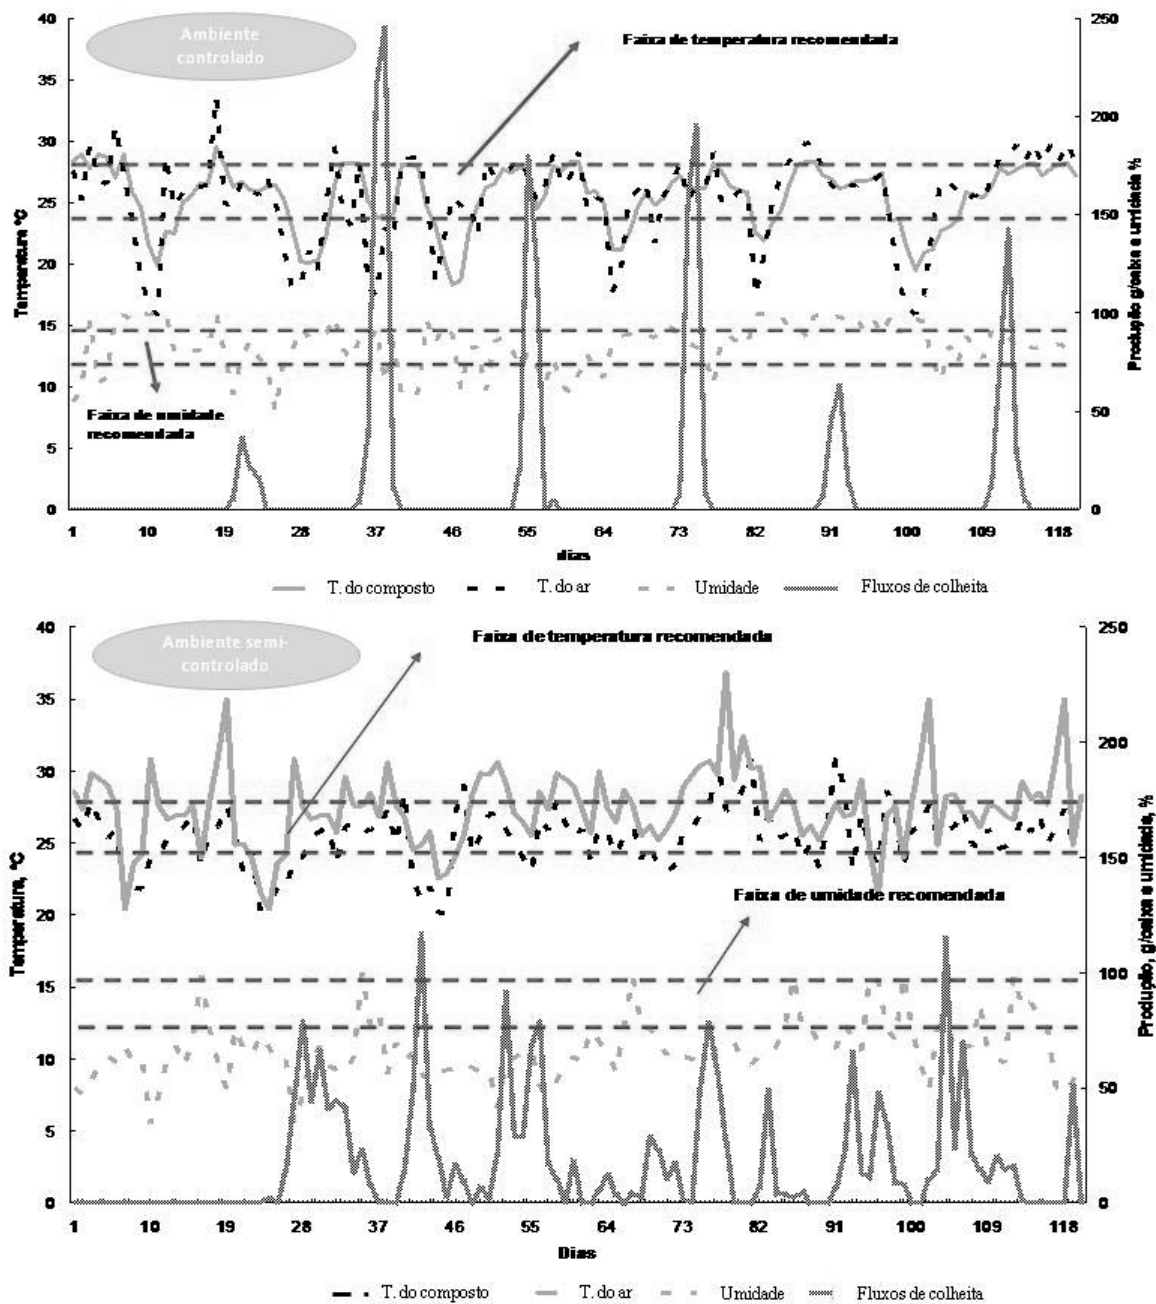 Ambiente
controlado
Faixa de temperatura recomendada
40
35
30
25
20
15
10
5
0
Temperatura ºC
250
200
150
100
50
0
Produção g/caixa e umidade %
Faixa de umidade
recomendada
1 10 19 28 37 46 55 64 73 82 91 100 109 118
dias
T. do composto T. do ar Umidade Fluxos de colheita
Ambiente semi-
controlado
Faixa de temperatura recomendada
40
35
30
25
20
15
10
5
0
Temperatura, ºC
250
200
150
100
50
0
Produção, g/caixa e umidade, %
Faixa de umidade recomendada
1 10 19 28 37 46 55 64 73 82 91 100 109 118
Dias
T. do composto T. do ar Umidade Fluxos de colheita